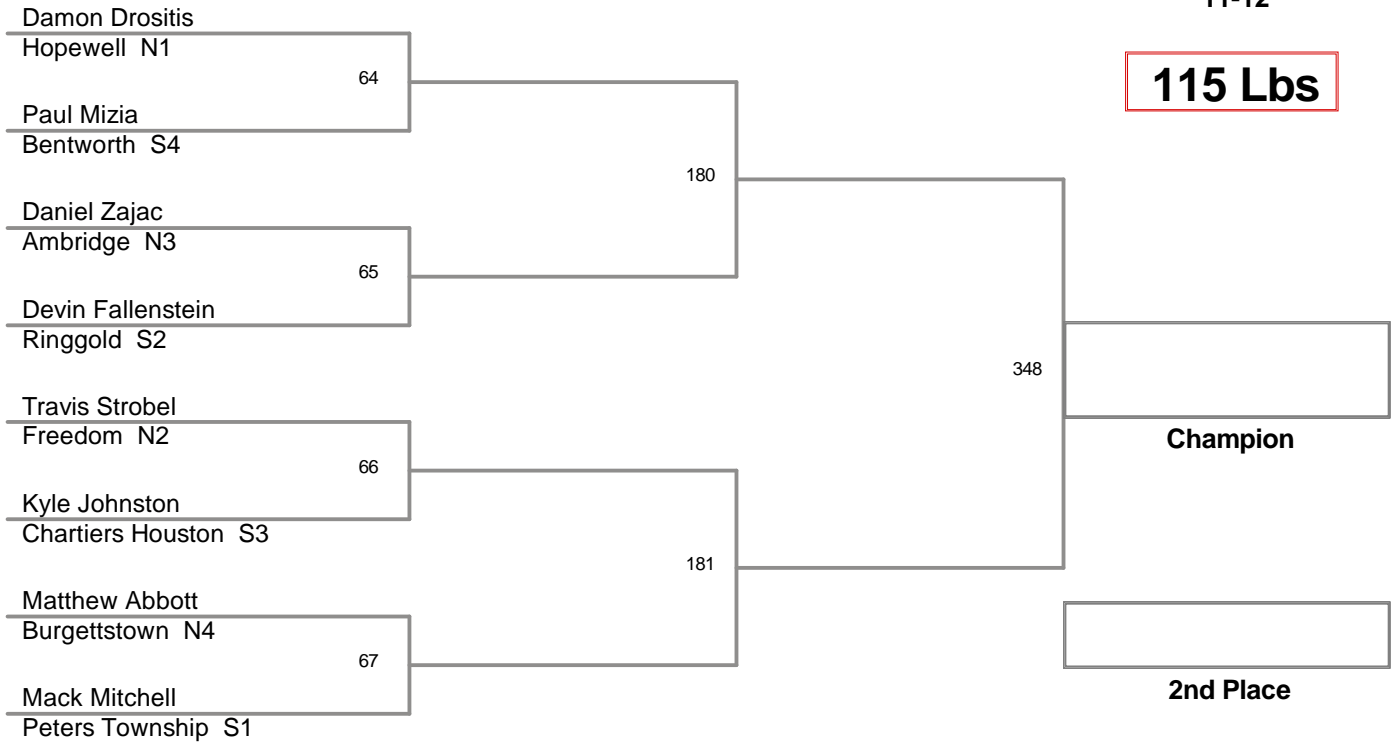 11-12
115 Lbs
Damon Drositis
Hopewell N1
64
Paul Mizia
Bentworth S4
180
Daniel Zajac
Ambridge N3
65
Devin Fallenstein
Ringgold S2
348
Travis Strobel
Freedom N2
66
Kyle Johnston
Chartiers Houston S3
181
Matthew Abbott
Burgettstown N4
67
Mack Mitchell
Peters Township S1
Champion
2nd Place